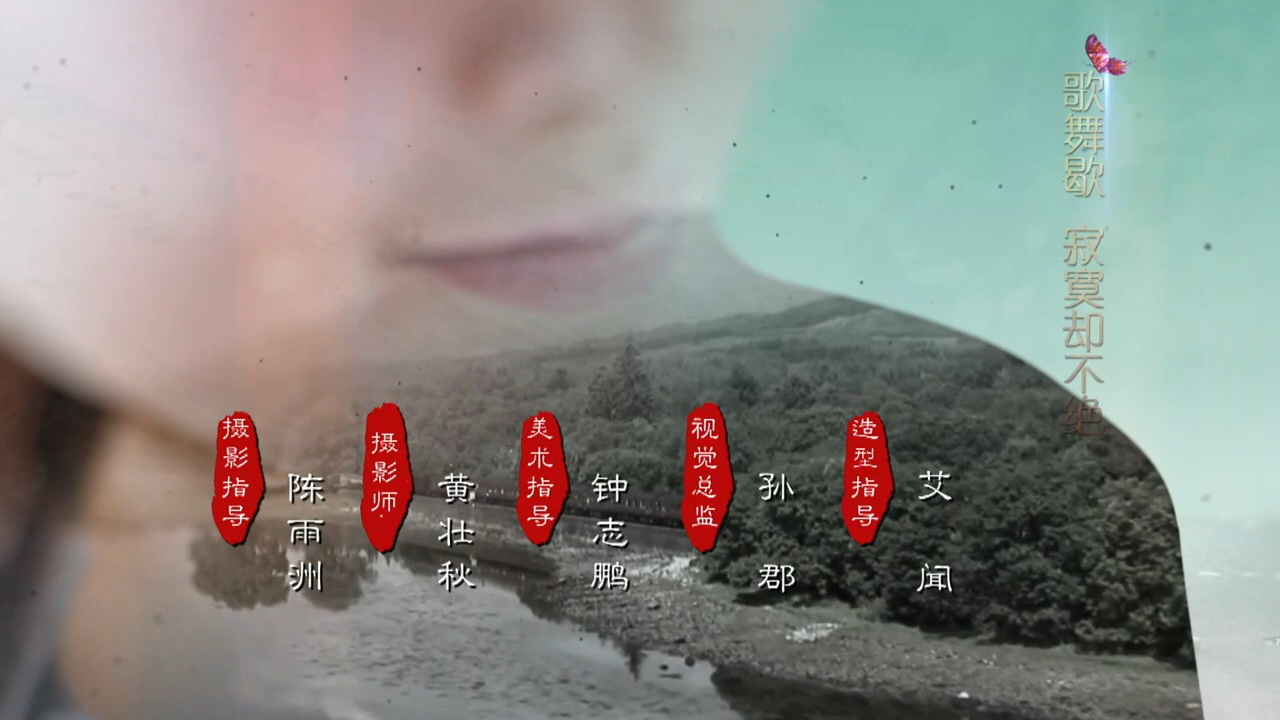 歌舞歇 寂寞却不绝
摄影指导
陈雨洲
摄影师
黄壮秋
美术指导
钟志鹏
视觉总监
孙郡
造型指导
艾闻